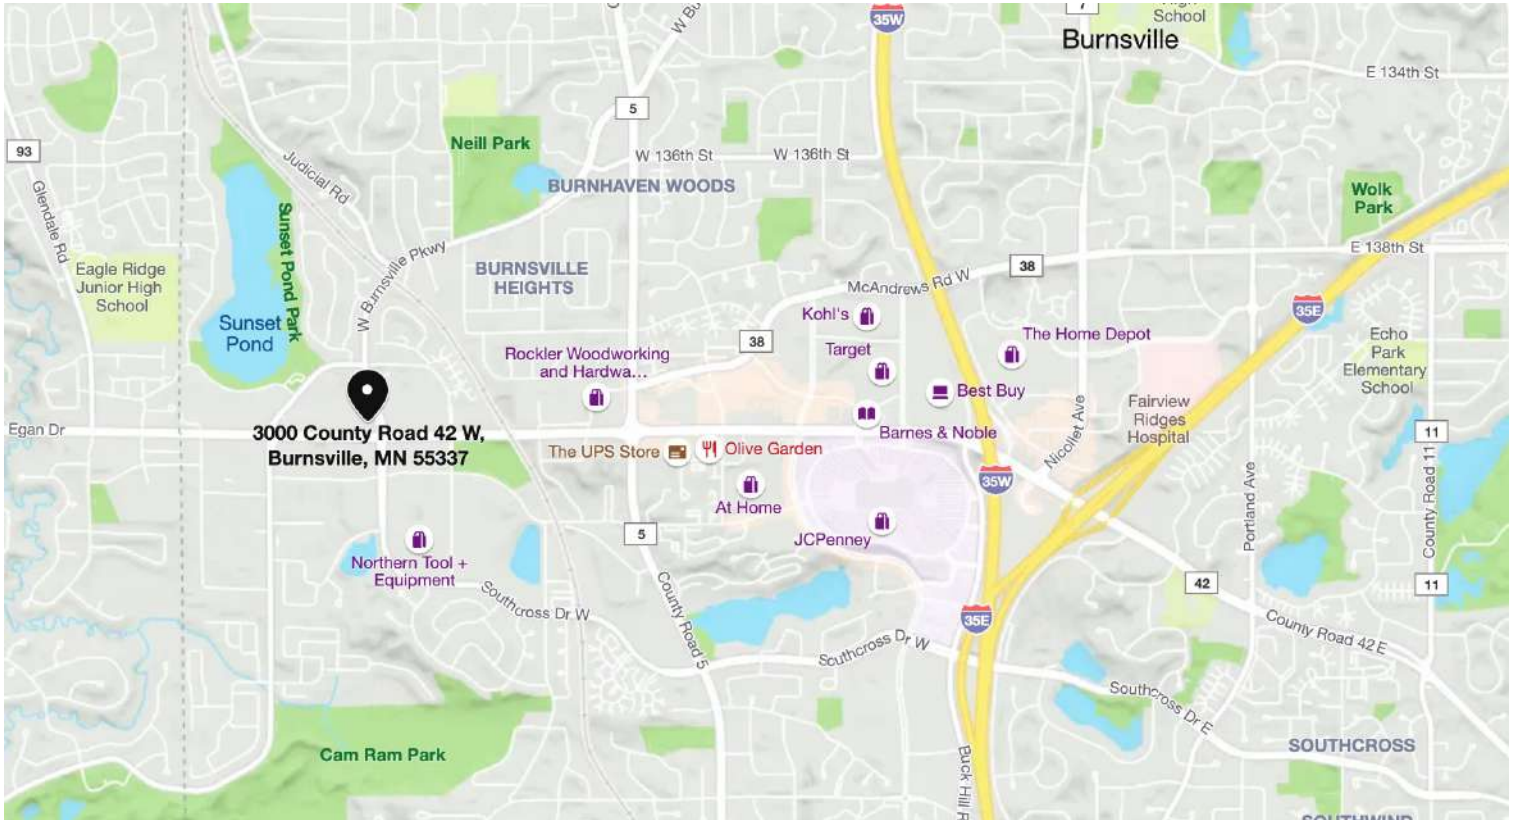 35W
7
School
Burnsville
E 134th St
5
93
Neill Park
W 136th St
W 136th St
Judicial Rd
BURNHAVEN WOODS
Wolk
Park
Glendale Rd
Sunset Pond Park
W Burnsville Pkwy
E 138th St
Eagle Ridge
Junior High
School
BURNSVILLE
HEIGHTS
38
McAndrews Rd W
Kohl's
35E
Sunset
Pond
Rockler Woodworking
and Hardwa...
38
Target
The Home Depot
Echo
Park
Elementary
School
Best Buy
Fairview
Ridges
Hospital
Egan Dr
3000 County Road 42 W,
Burnsville, MN 55337
Barnes & Noble
Nicollet Ave
11
The UPS Store
Olive Garden
35W
At Home
Portland Ave
County Road 11
5
JCPenney
Northern Tool +
Equipment
Southcross Dr W
County Road 5
42
11
35E
County Road 42 E
Southcross Dr W
Southcross Dr E
Cam Ram Park
Buck Hill R
SOUTHCROSS
SOUTHWIND